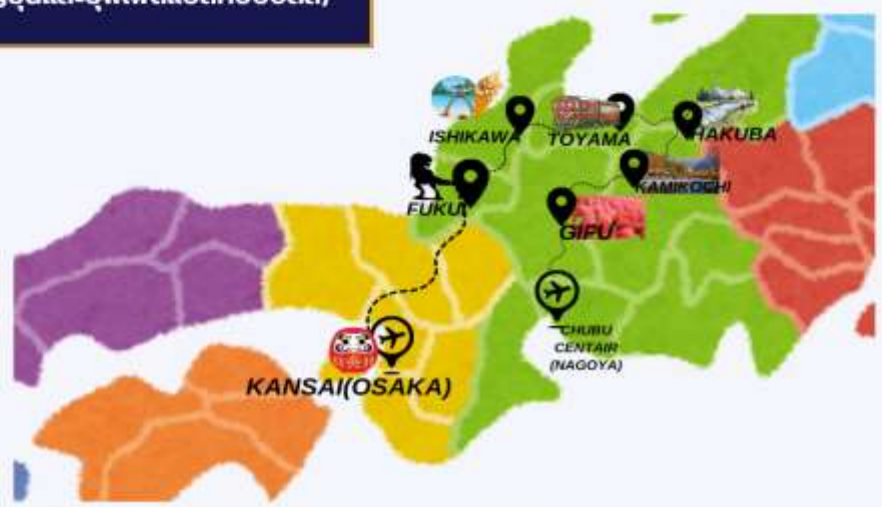 ISHIKAWA
TOYAMA
HAKUBA
KAMIKOCHI
FUKUI
GIFU
CHUBU
CENTAIR
(NAGOYA)
KANSAI(OSAKA)